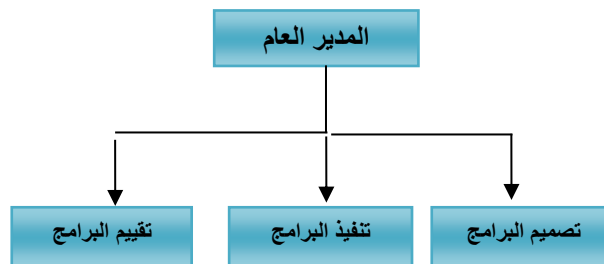 المدير العام
تصميم البرامج
تنفيذ البرامج
تقييم البرامج